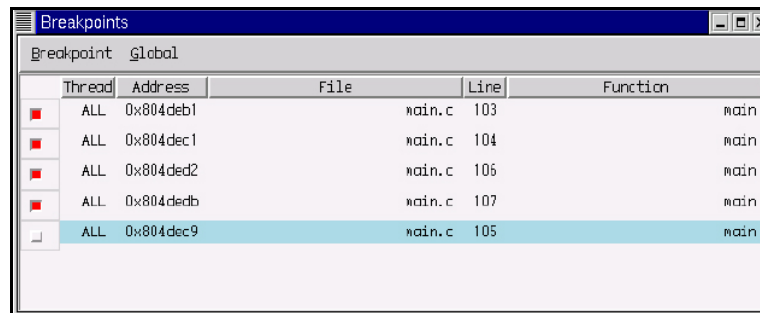 Breakpoints
Breakpoint Global
Thread Address File Line Function
ALL 0x804deb1 main.c 103 main
ALL 0x804dec1 main.c 104 main
ALL 0x804ded2 main.c 106 main
ALL 0x804dedb main.c 107 main
ALL 0x804dec9 main.c 105 main